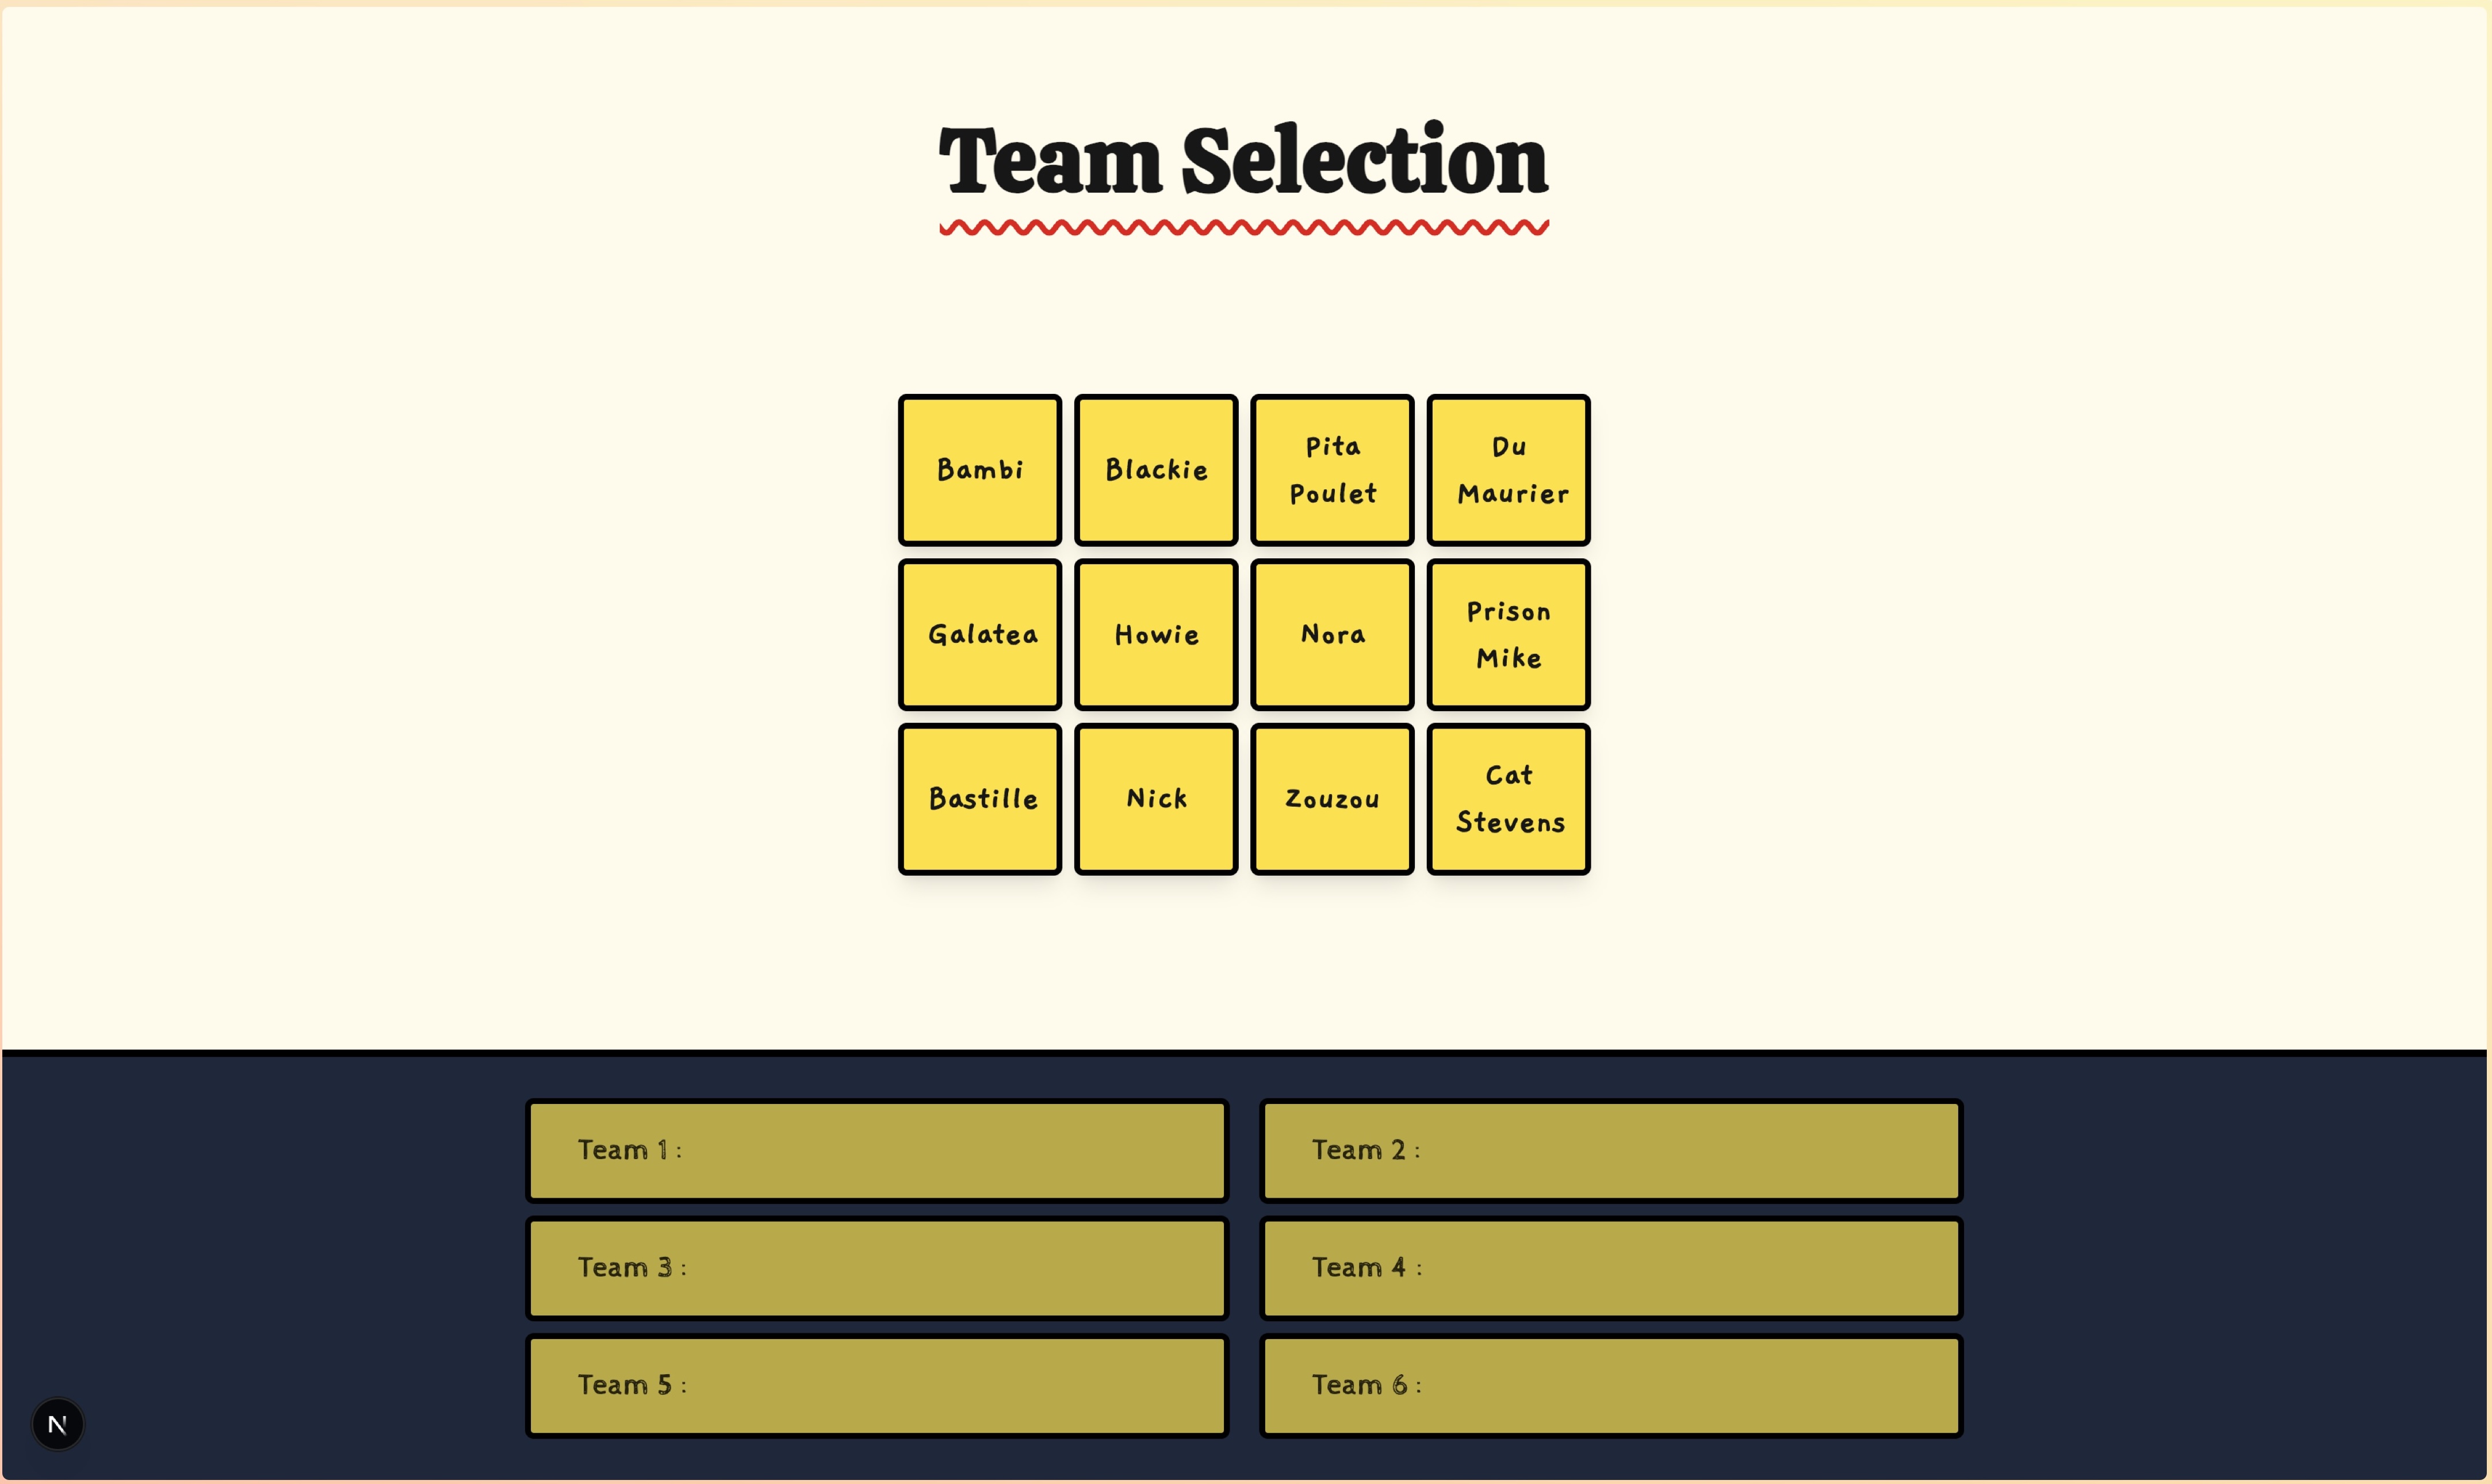 Team Selection
Bambi
Blackie
Pita
Poulet
Du
Maurier
Galatea
Howie
Nora
Prison
Mike
Bastille
Nick
Zouzou
Cat
Stevens
Team 1 :
Team 2 :
Team 3 :
Team 4 :
Team 5 :
Team 6 :
N